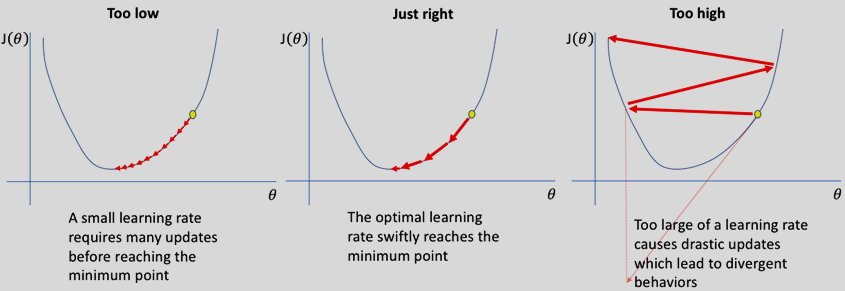 Too low
J(θ)
θ
A small learning rate
requires many updates
before reaching the
minimum point
Just right
J(θ)
θ
The optimal learning
rate swiftly reaches the
minimum point
Too high
J(θ)
θ
Too large of a learning rate
causes drastic updates
which lead to divergent
behaviors